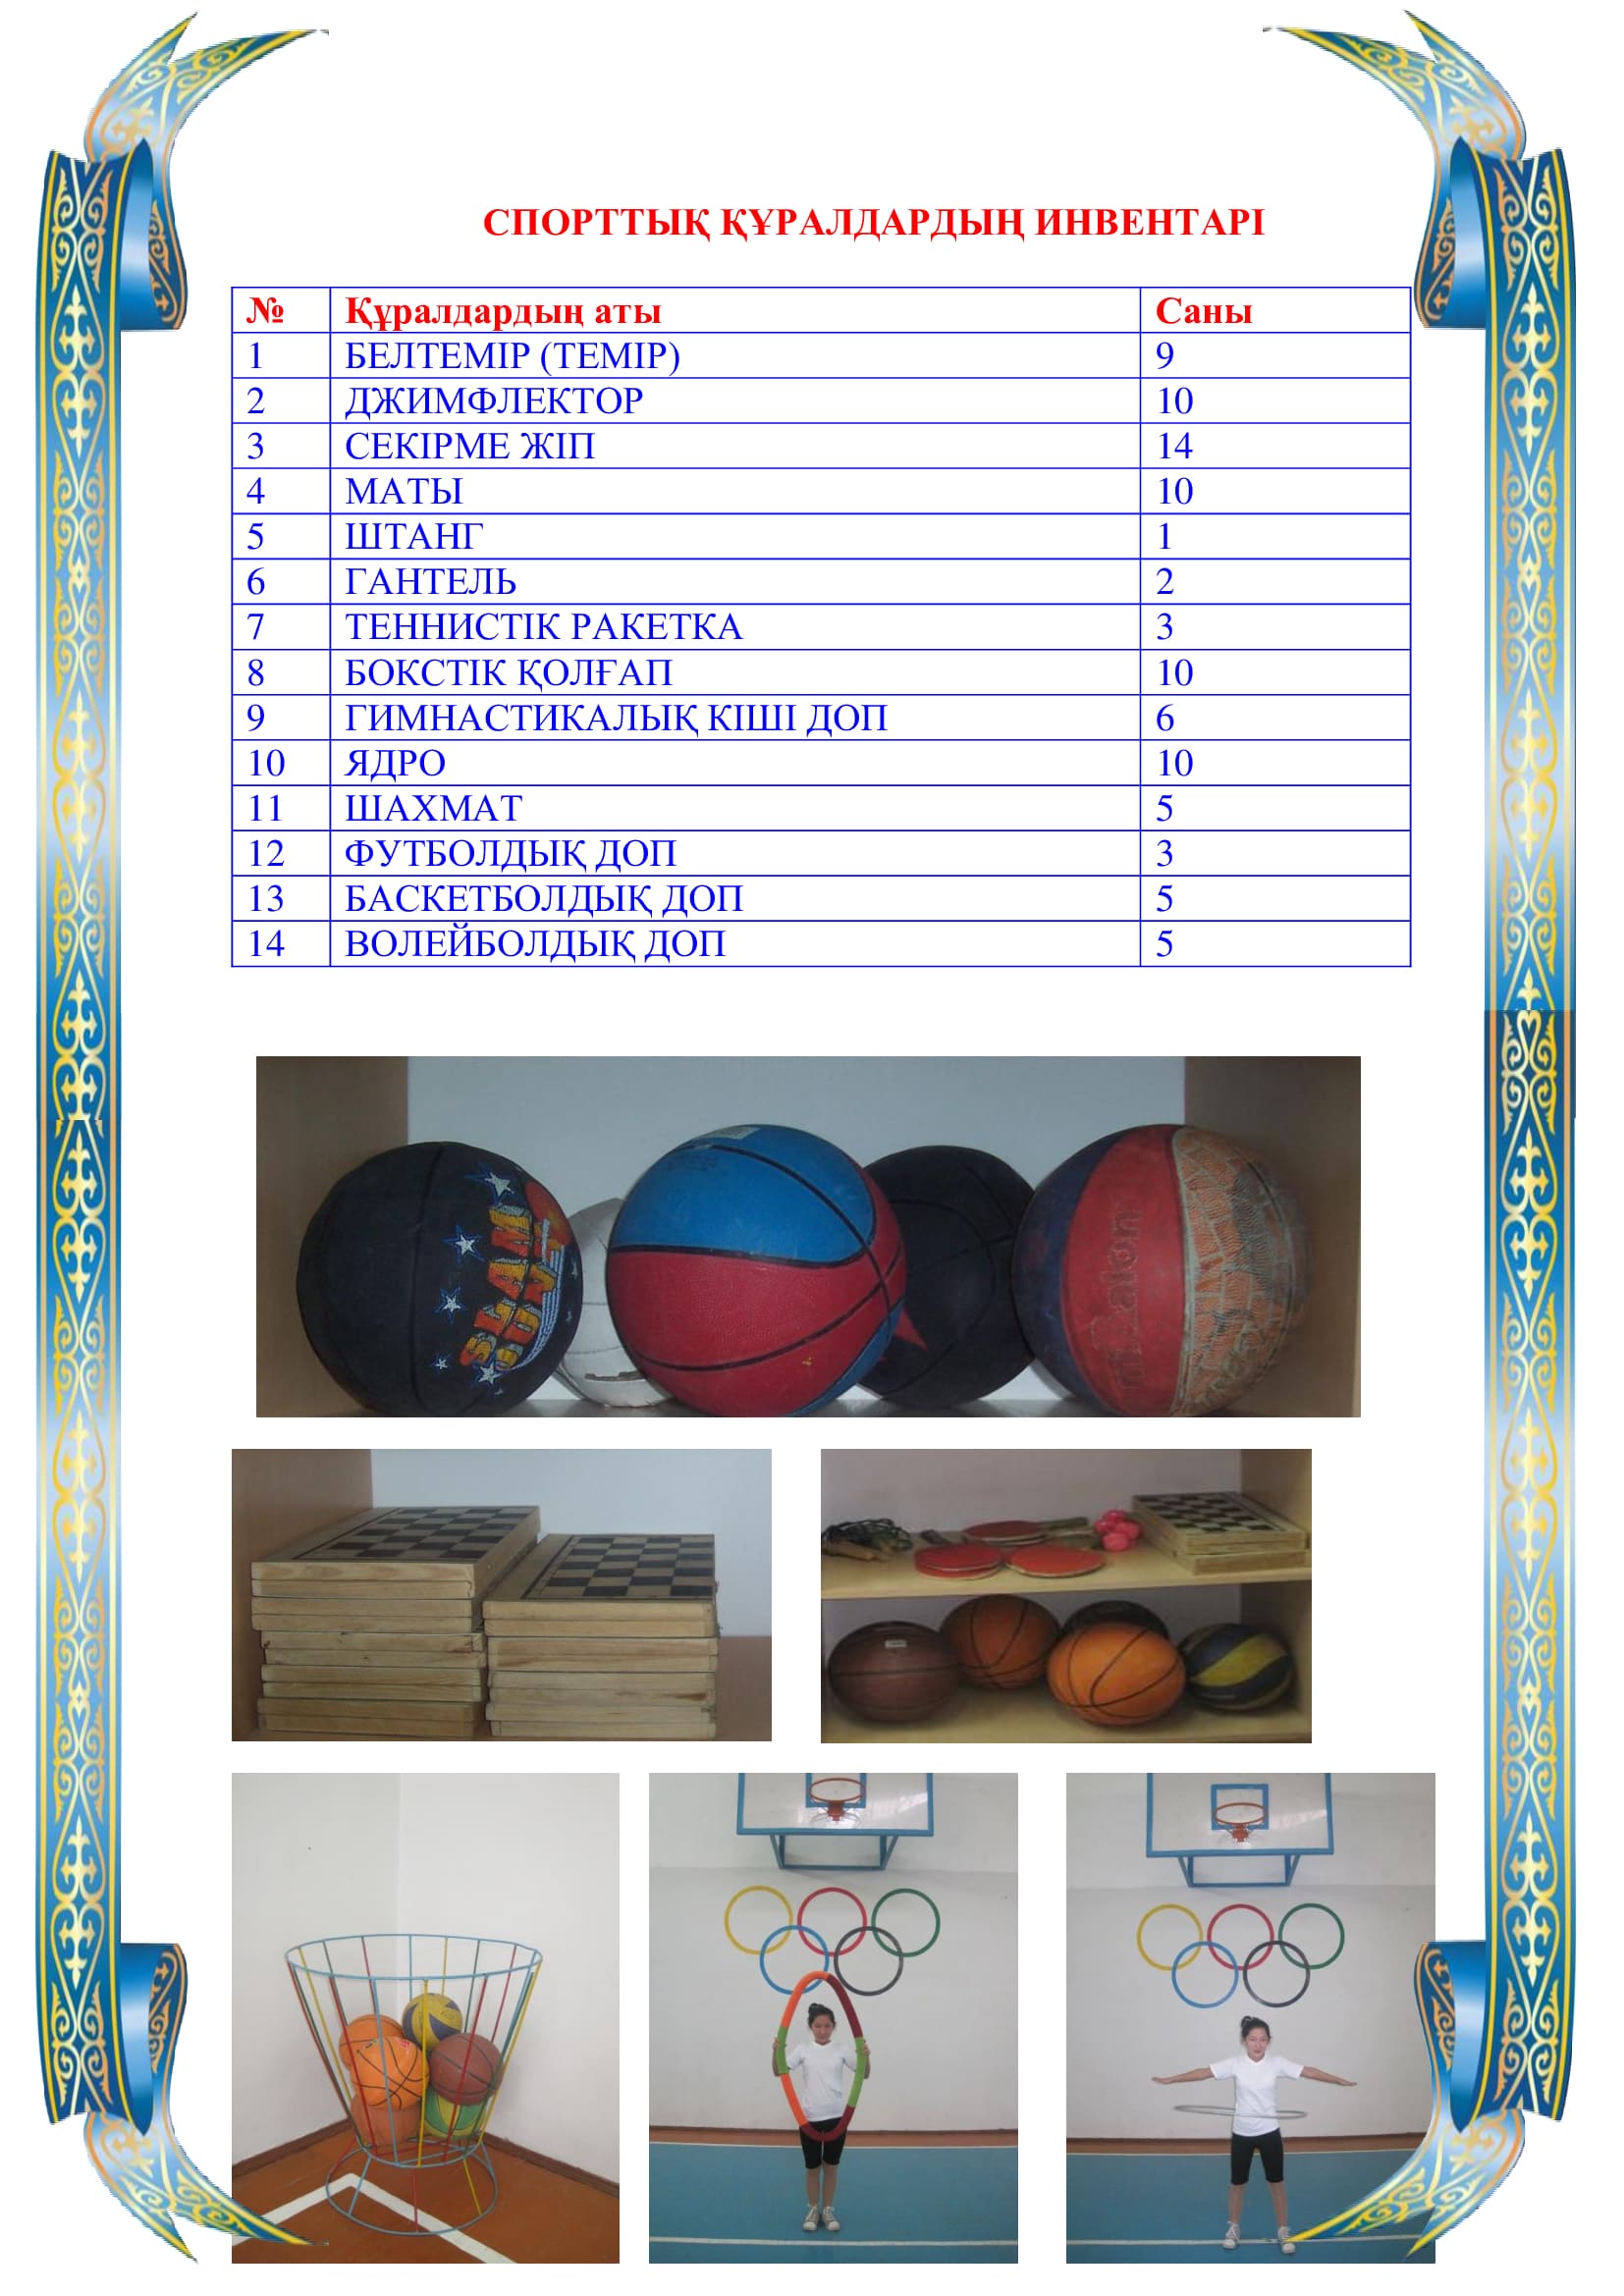 СПОРТТЫҚ ҚҰРАЛДАРДЫҢ ИНВЕНТАРІ
№ Құралдардың аты Саны
1 БЕЛТЕМІР (ТЕМІР) 9
2 ДЖИМФЛЕКТОР 10
3 СЕКІРМЕ ЖІП 14
4 МАТЫ 10
5 ШТАНГ 1
6 ГАНТЕЛЬ 2
7 ТЕННИСТІК РАКЕТКА 3
8 БОКСТІК ҚОЛҒАП 10
9 ГИМНАСТИКАЛЫҚ КІШІ ДОП 6
10 ЯДРО 10
11 ШАХМАТ 5
12 ФУТБОЛДЫҚ ДОП 3
13 БАСКЕТБОЛДЫҚ ДОП 5
14 ВОЛЕЙБОЛДЫҚ ДОП 5
SLAM